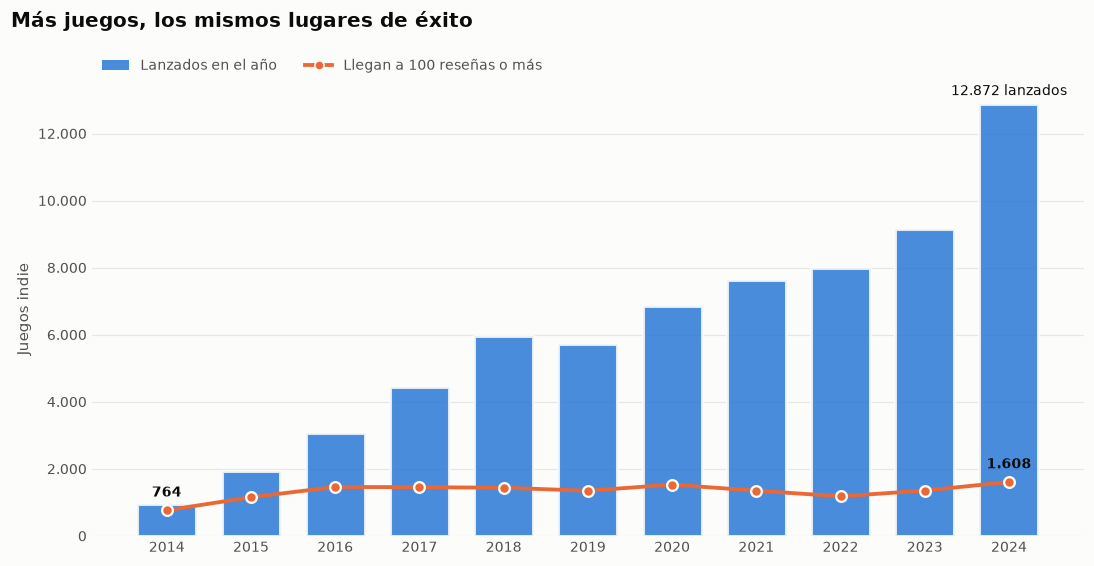 Más juegos, los mismos lugares de éxito
Lanzados en el año
Llegan a 100 reseñas o más
12.872 lanzados
12.000
10.000
8.000
6.000
4.000
2.000
0
Juegos indie
764
1.608
2014 2015 2016 2017 2018 2019 2020 2021 2022 2023 2024